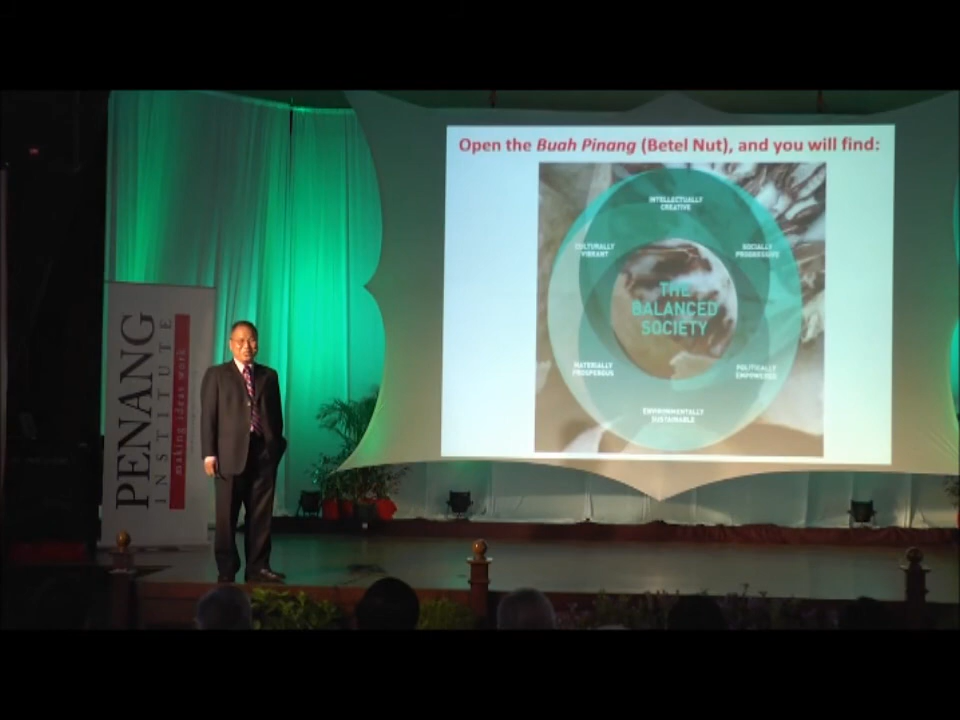 Open the Buah Pinang (Betel Nut), and you will find:
INTELLECTUALLY
CREATIVE
CULTURALLY
VIBRANT
SOCIALLY
PROGRESSIVE
THE
BALANCED
SOCIETY
MATERIALLY
PROSPEROUS
POLITICALLY
EMPOWERED
ENVIRONMENTALLY
SUSTAINABLE
PENANG
INSTITUTE
making ideas work